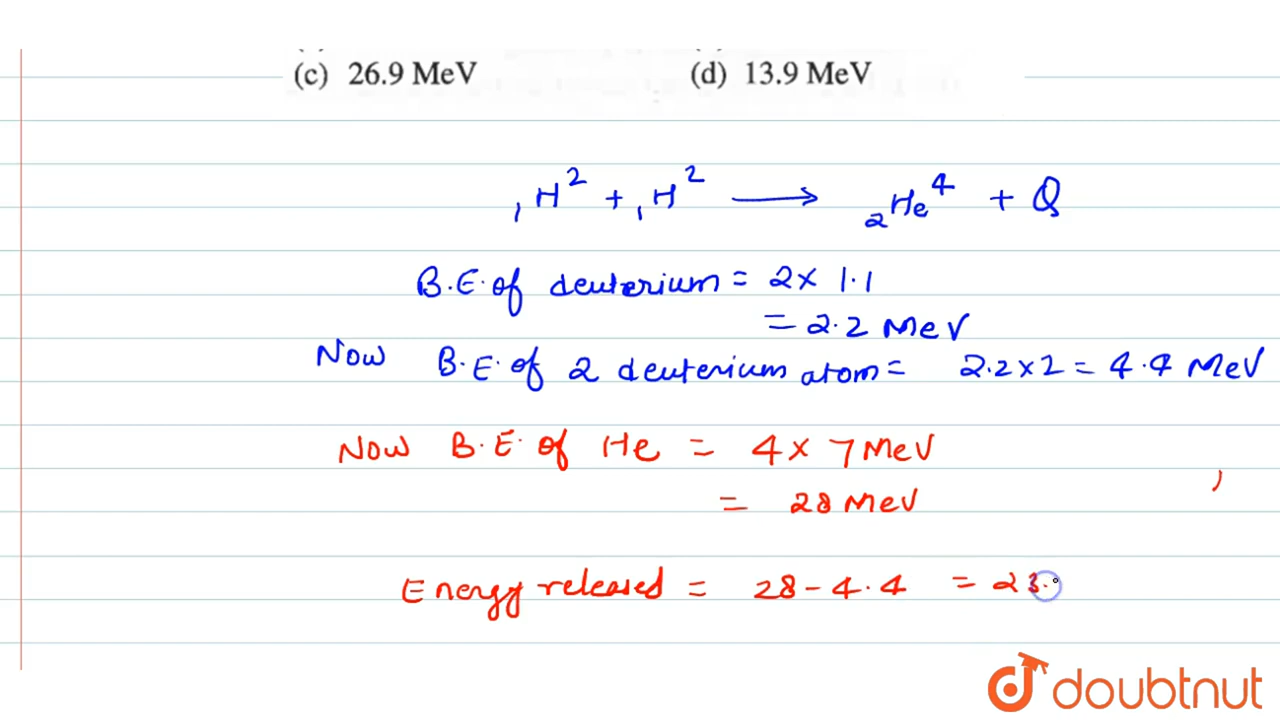 (c) 26.9 MeV (d) 13.9 MeV
₁H² + ₁H² ⟶ ₂He⁴ + Q
B.E. of deuterium = 2 × 1.1
= 2.2 MeV
Now B.E. of 2 deuterium atom = 2.2 × 2 = 4.4 MeV
Now B.E. of He = 4 × 7 MeV
= 28 MeV
Energy released = 28 - 4.4 = 23.
doubtnut